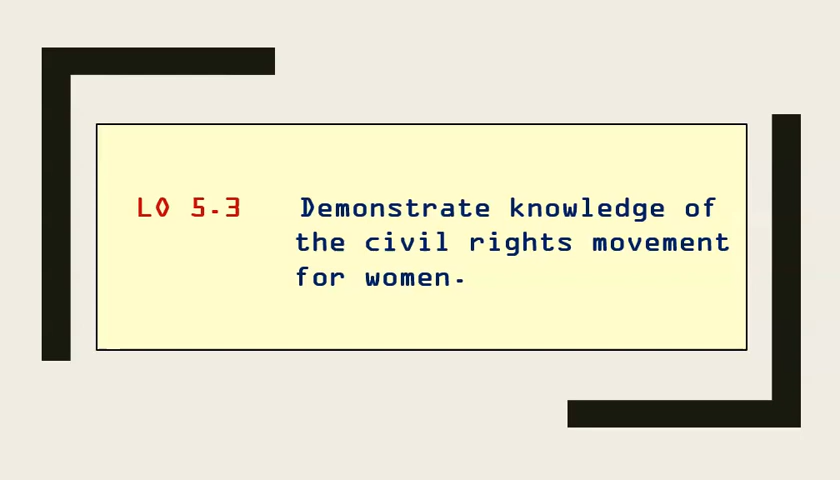 LO 5.3 Demonstrate knowledge of
the civil rights movement
for women.